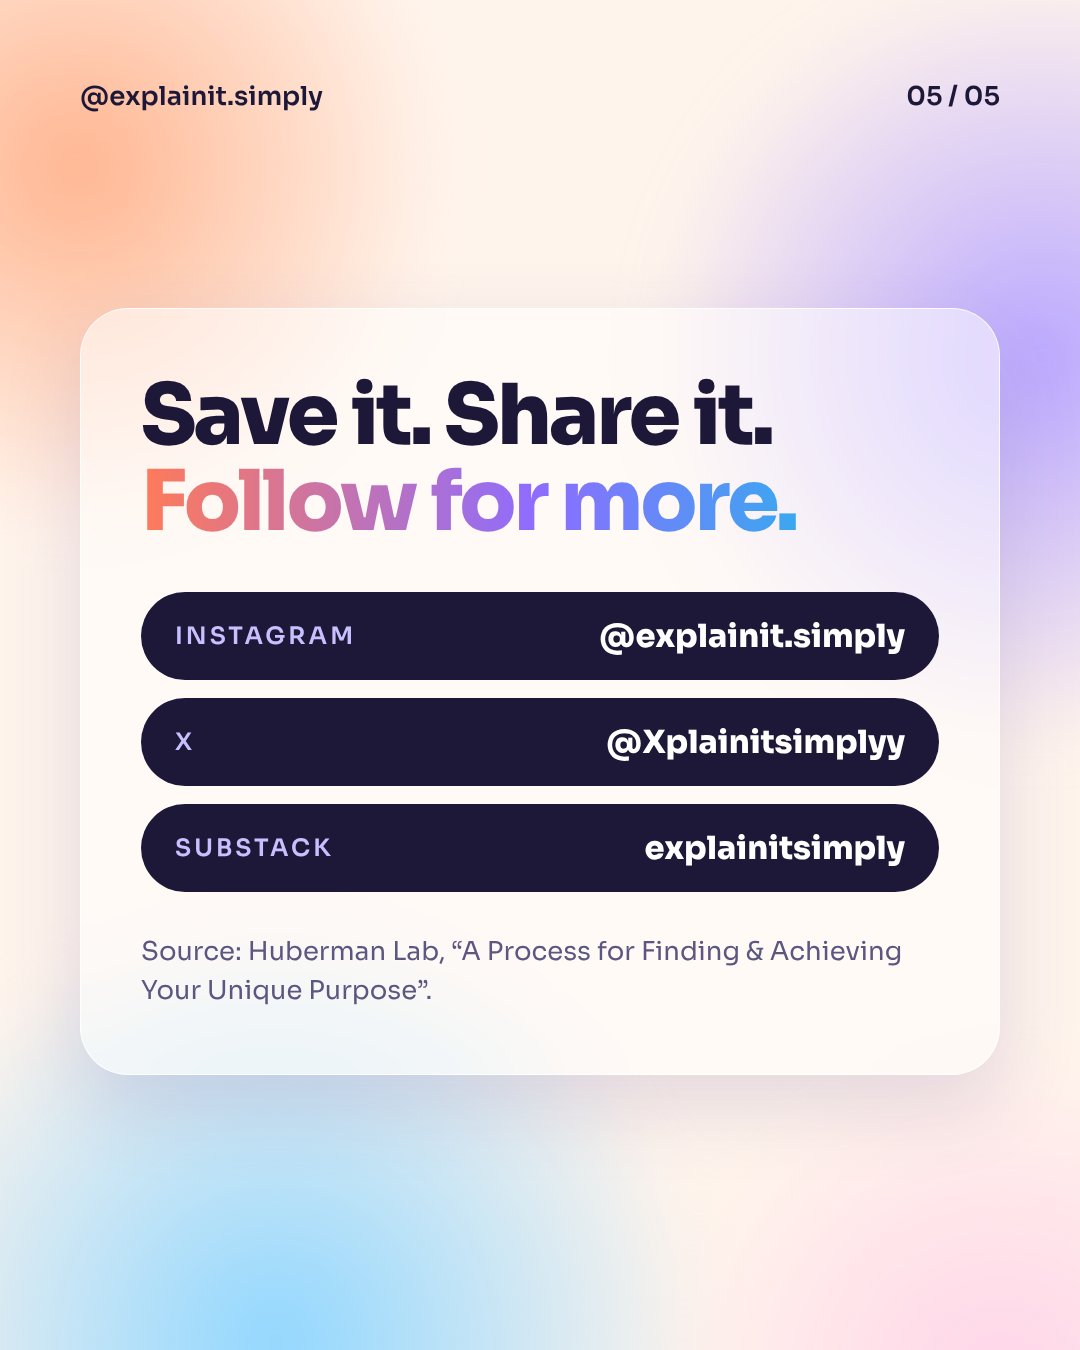 @explainit.simply
05 / 05
Save it. Share it.
Follow for more.
INSTAGRAM @explainit.simply
X @Xplainitsimplyy
SUBSTACK explainitsimply
Source: Huberman Lab, “A Process for Finding & Achieving
Your Unique Purpose”.